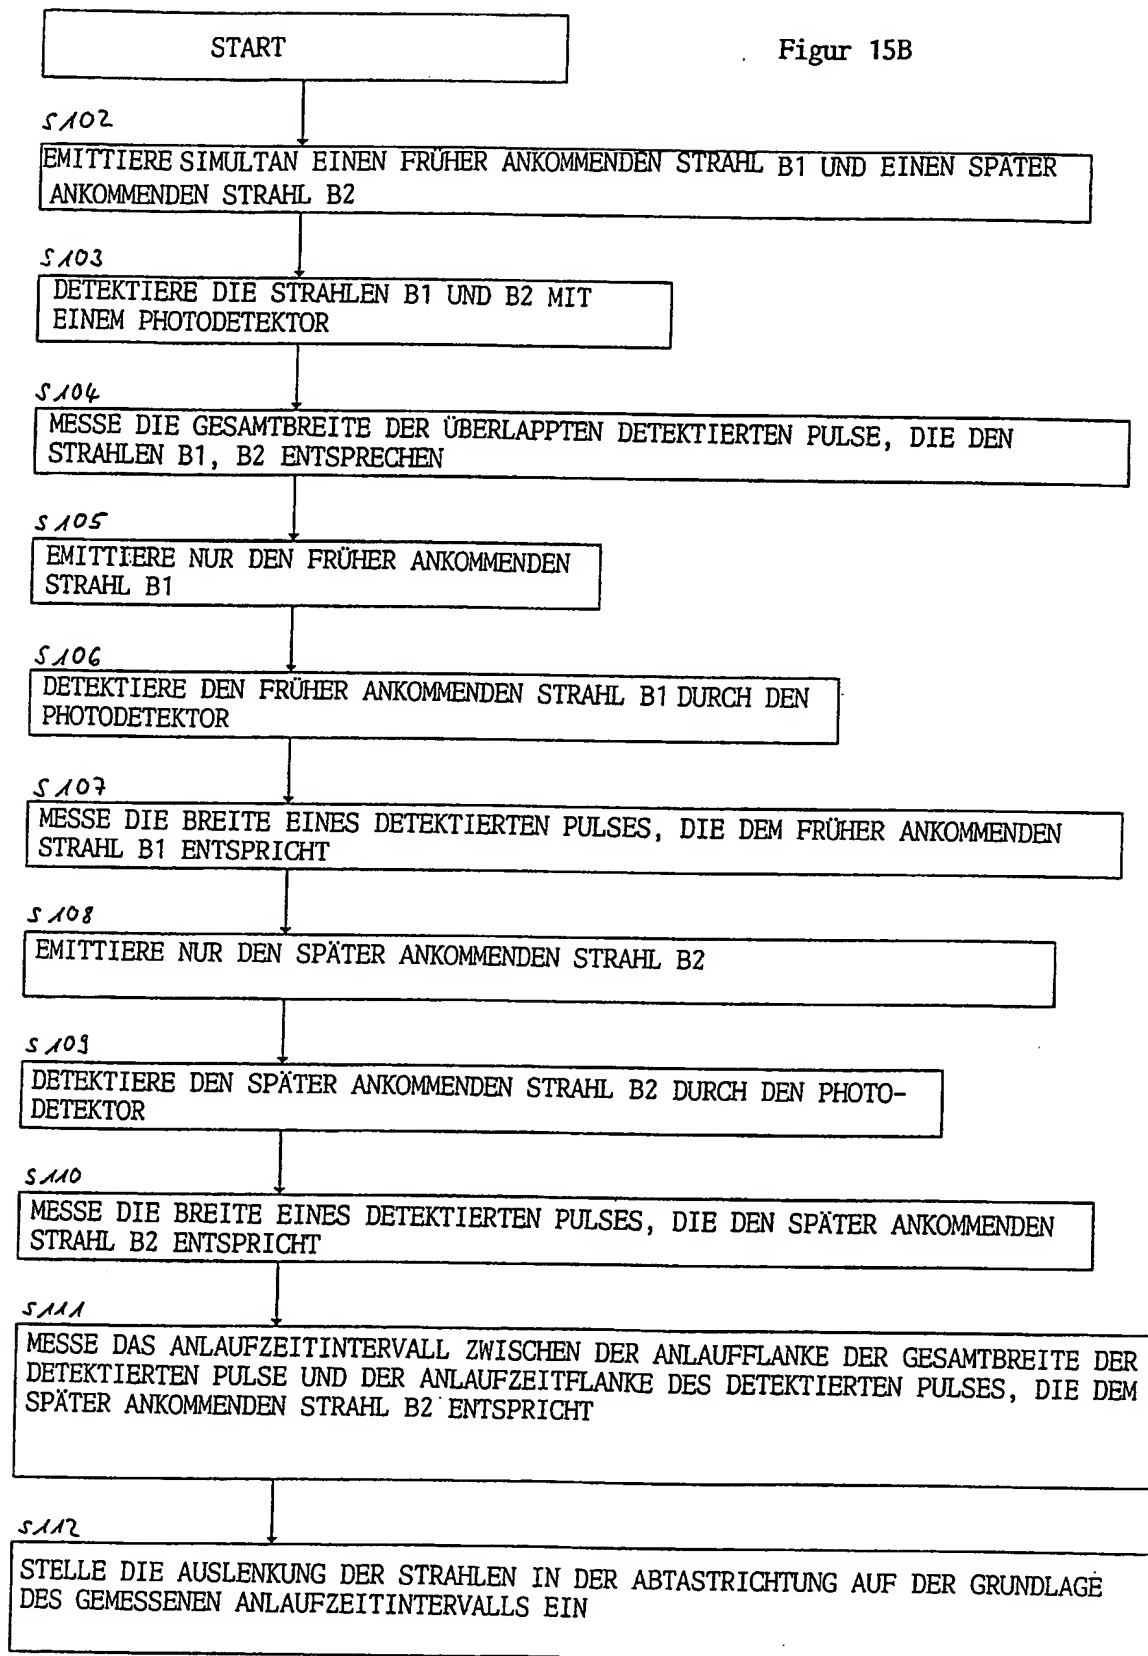 START
Figur 15B
S102
EMITTIERE SIMULTAN EINEN FRÜHER ANKOMMENDEN STRAHL B1 UND EINEN SPÄTER
ANKOMMENDEN STRAHL B2
S103
DETEKTIERE DIE STRAHLEN B1 UND B2 MIT
EINEM PHOTODETEKTOR
S104
MESSE DIE GESAMTBREITE DER ÜBERLAPPTEN DETEKTIERTEN PULSE, DIE DEN
STRAHLEN B1, B2 ENTSPRECHEN
S105
EMITTIERE NUR DEN FRÜHER ANKOMMENDEN
STRAHL B1
S106
DETEKTIERE DEN FRÜHER ANKOMMENDEN STRAHL B1 DURCH DEN
PHOTODETEKTOR
S107
MESSE DIE BREITE EINES DETEKTIERTEN PULSES, DIE DEM FRÜHER ANKOMMENDEN
STRAHL B1 ENTSPRICHT
S108
EMITTIERE NUR DEN SPÄTER ANKOMMENDEN STRAHL B2
S109
DETEKTIERE DEN SPÄTER ANKOMMENDEN STRAHL B2 DURCH DEN PHOTO-
DETEKTOR
S110
MESSE DIE BREITE EINES DETEKTIERTEN PULSES, DIE DEN SPÄTER ANKOMMENDEN
STRAHL B2 ENTSPRICHT
S111
MESSE DAS ANLAUFZEITINTERVALL ZWISCHEN DER ANLAUFFLANKE DER GESAMTBREITE DER
DETEKTIERTEN PULSE UND DER ANLAUFZEITFLANKE DES DETEKTIERTEN PULSES, DIE DEM
SPÄTER ANKOMMENDEN STRAHL B2 ENTSPRICHT
S112
STELLE DIE AUSLENKUNG DER STRAHLEN IN DER ABTASTRICHTUNG AUF DER GRUNDLAGE
DES GEMESSENEN ANLAUFZEITINTERVALLS EIN